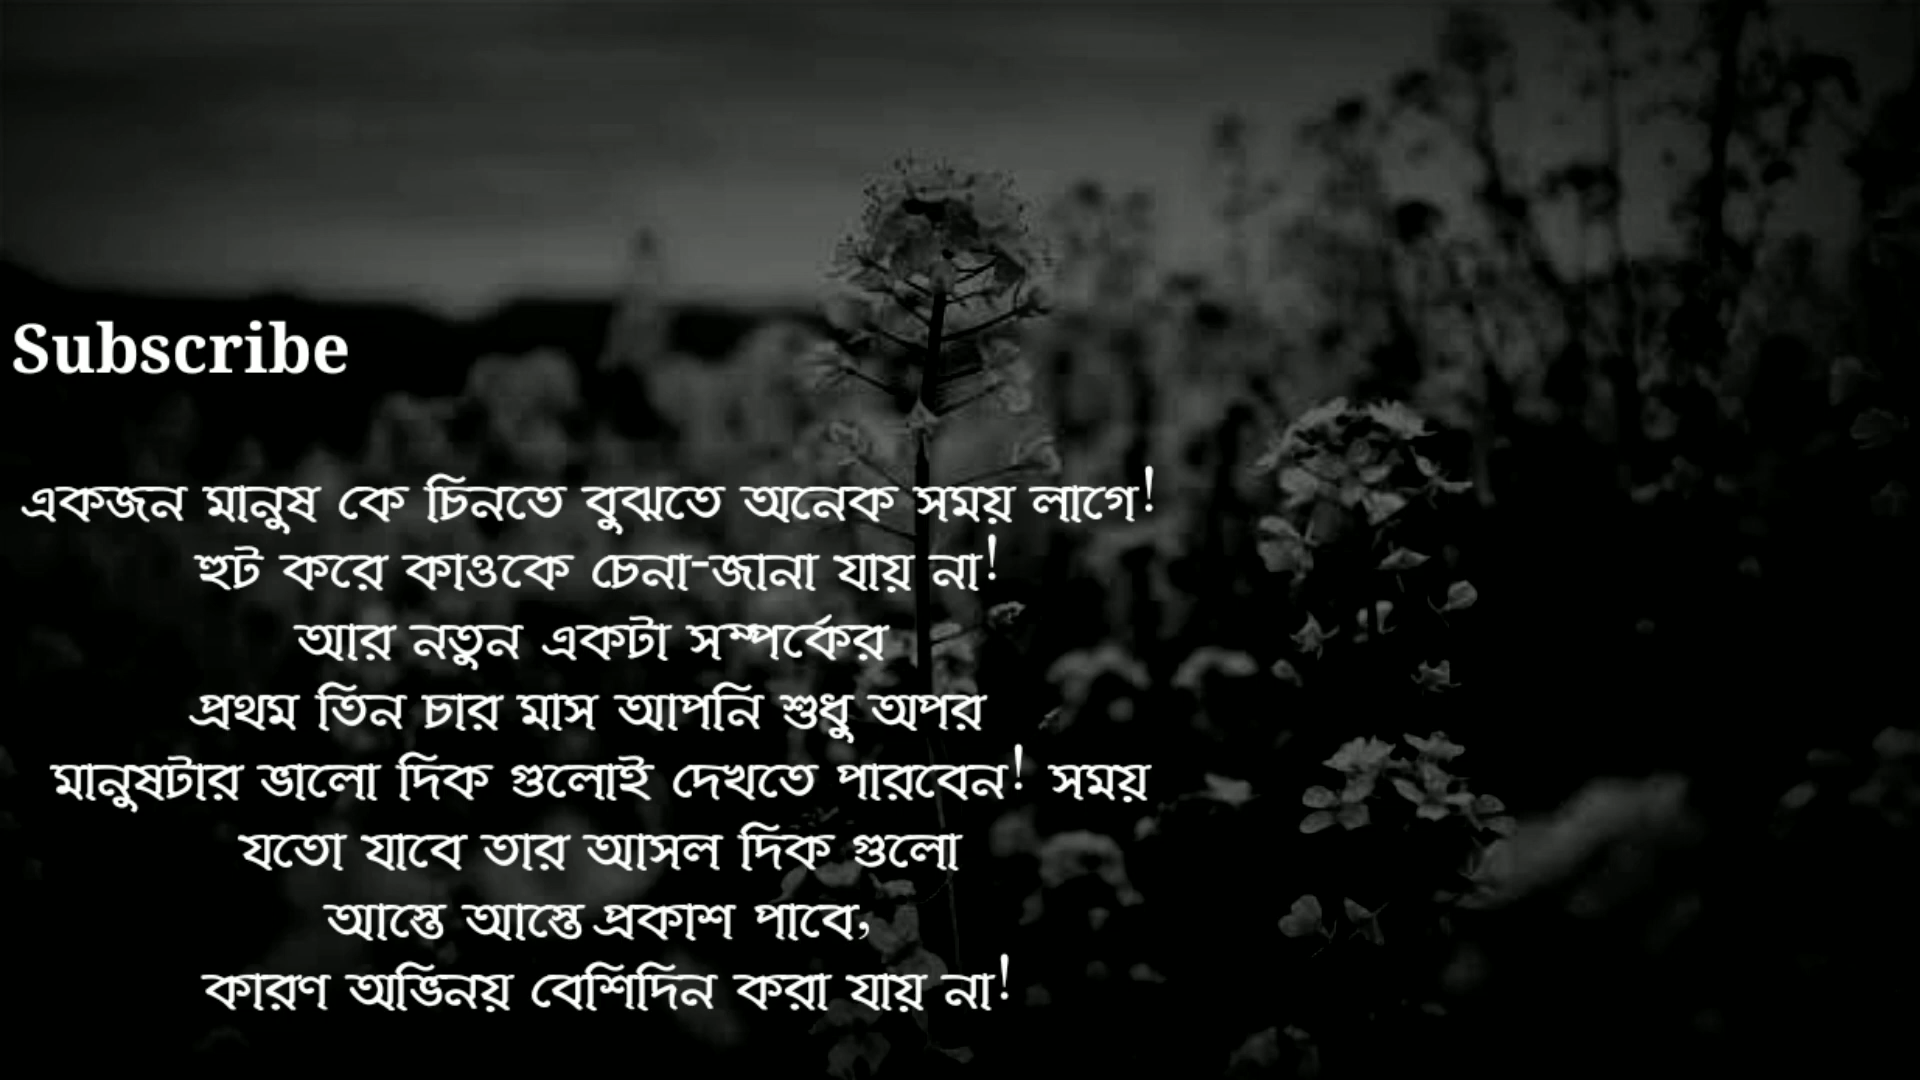 Subscribe
একজন মানুষ কে চিনতে বুঝতে অনেক সময় লাগে!
হুট করে কাওকে চেনা-জানা যায় না!
আর নতুন একটা সম্পর্কের
প্রথম তিন চার মাস আপনি শুধু অপর
মানুষটার ভালো দিক গুলোই দেখতে পারবেন! সময়
যতো যাবে তার আসল দিক গুলো
আস্তে আস্তে প্রকাশ পাবে,
কারণ অভিনয় বেশিদিন করা যায় না!